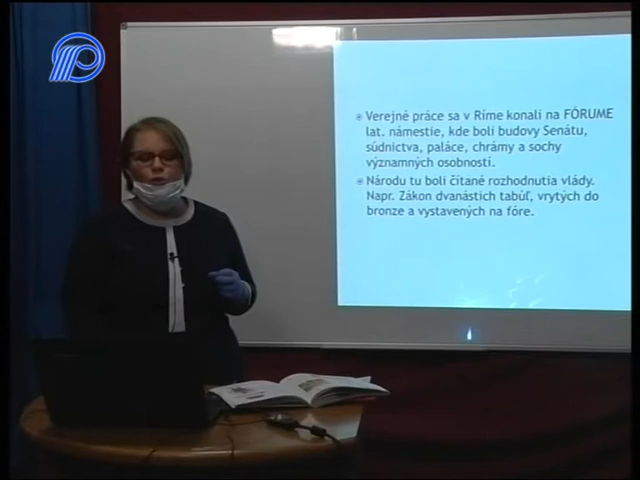 Verejné práce sa v Ríme konali na FÓRUME
lat. námestie, kde boli budovy Senátu,
súdnictva, paláce, chrámy a sochy
významných osobností.
Národu tu boli čítané rozhodnutia vlády.
Napr. Zákon dvanástich tabúľ, vrytých do
bronze a vystavených na fóre.